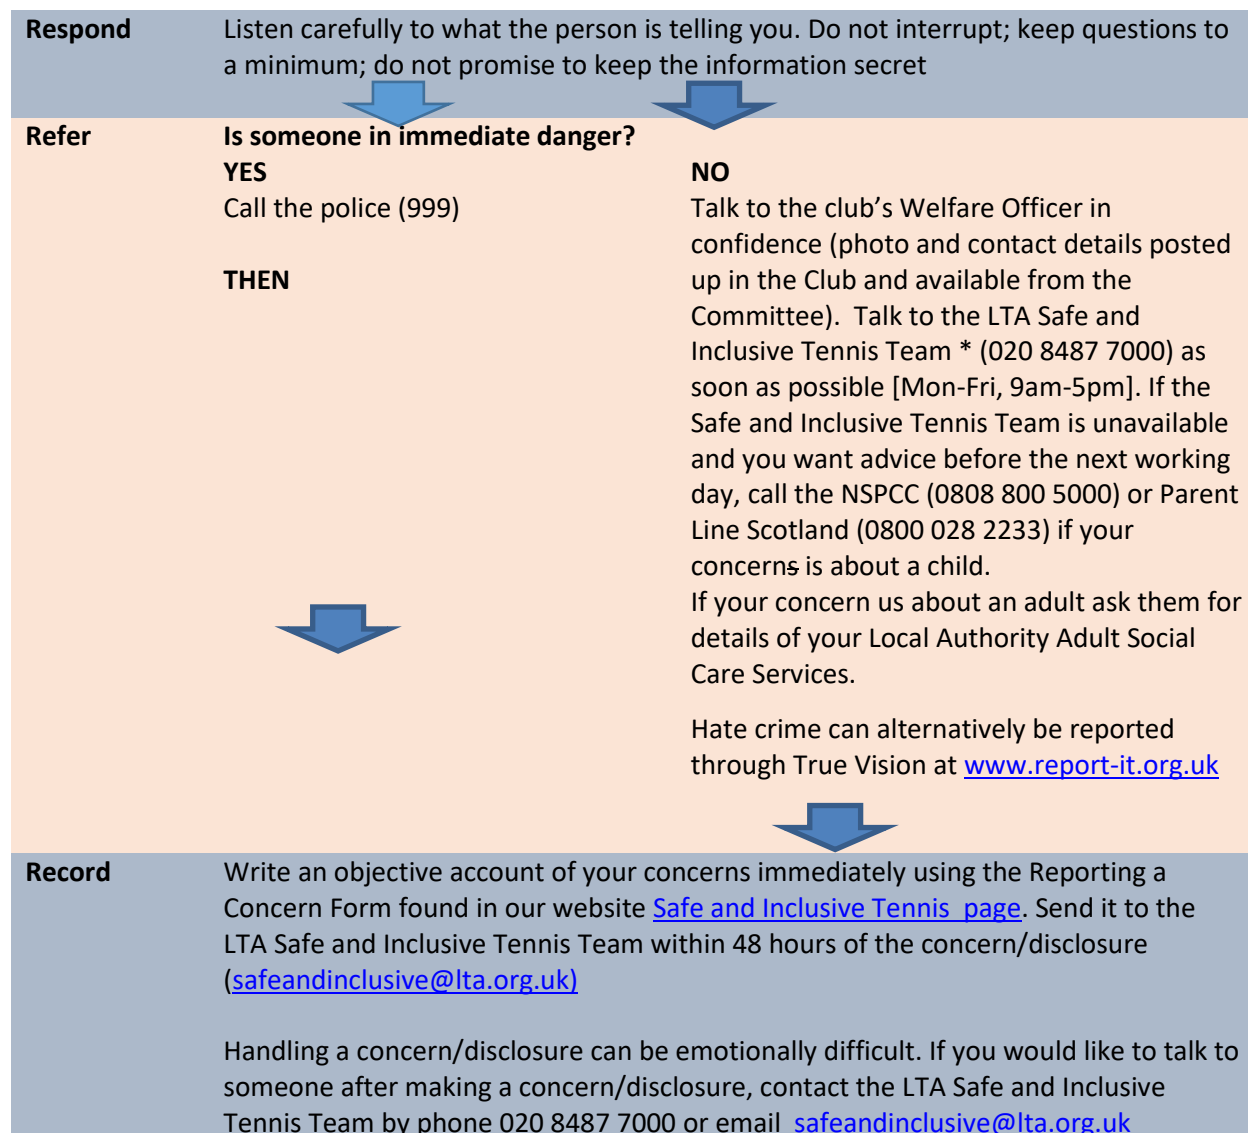 Respond
Listen carefully to what the person is telling you. Do not interrupt; keep questions to
a minimum; do not promise to keep the information secret
Refer
Is someone in immediate danger?
YES
Call the police (999)
THEN
NO
Talk to the club's Welfare Officer in
confidence (photo and contact details posted
up in the Club and available from the
Committee).  Talk to the LTA Safe and
Inclusive Tennis Team * (020 8487 7000) as
soon as possible [Mon-Fri, 9am-5pm]. If the
Safe and Inclusive Tennis Team is unavailable
and you want advice before the next working
day, call the NSPCC (0808 800 5000) or Parent
Line Scotland (0800 028 2233) if your
concerns is about a child.
If your concern us about an adult ask them for
details of your Local Authority Adult Social
Care Services.
Hate crime can alternatively be reported
through True Vision at www.report-it.org.uk
Record
Write an objective account of your concerns immediately using the Reporting a
Concern Form found in our website Safe and Inclusive Tennis  page. Send it to the
LTA Safe and Inclusive Tennis Team within 48 hours of the concern/disclosure
(safeandinclusive@lta.org.uk)
Handling a concern/disclosure can be emotionally difficult. If you would like to talk to
someone after making a concern/disclosure, contact the LTA Safe and Inclusive
Tennis Team by phone 020 8487 7000 or email  safeandinclusive@lta.org.uk